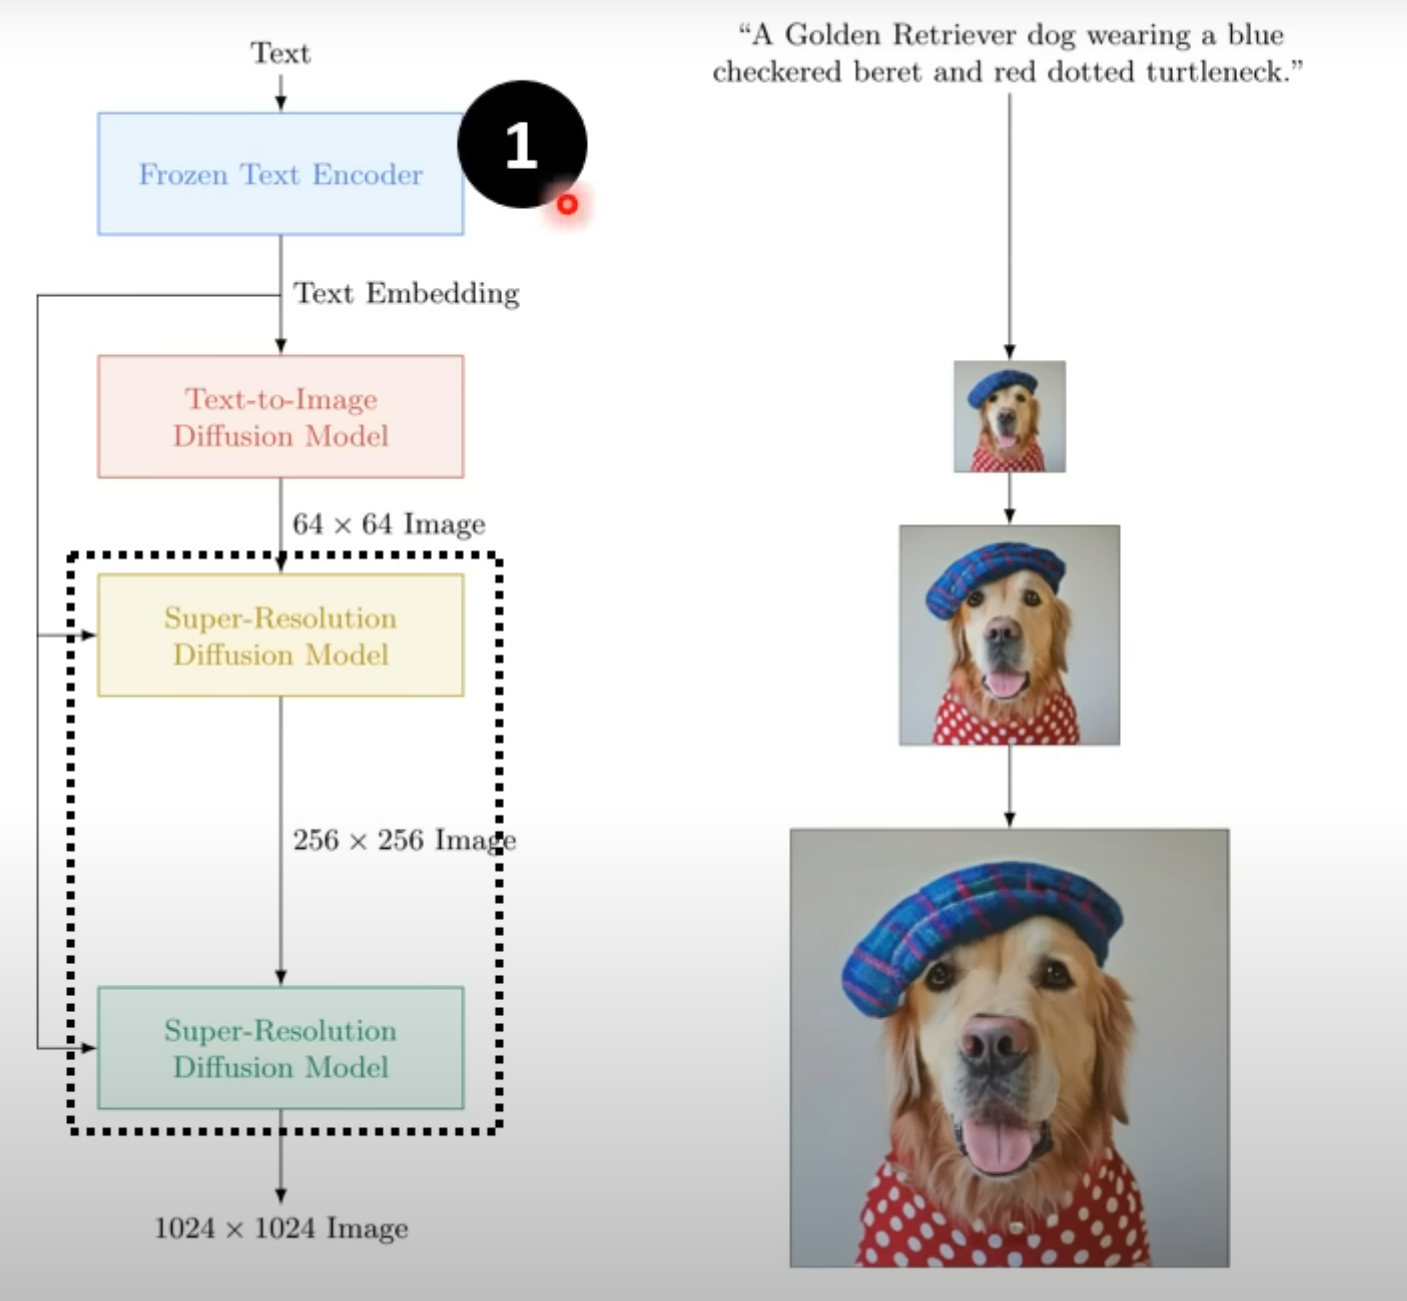 Text
1
Frozen Text Encoder
Text Embedding
Text-to-Image
Diffusion Model
64 × 64 Image
Super-Resolution
Diffusion Model
256 × 256 Image
Super-Resolution
Diffusion Model
1024 × 1024 Image
“A Golden Retriever dog wearing a blue
checkered beret and red dotted turtleneck.”